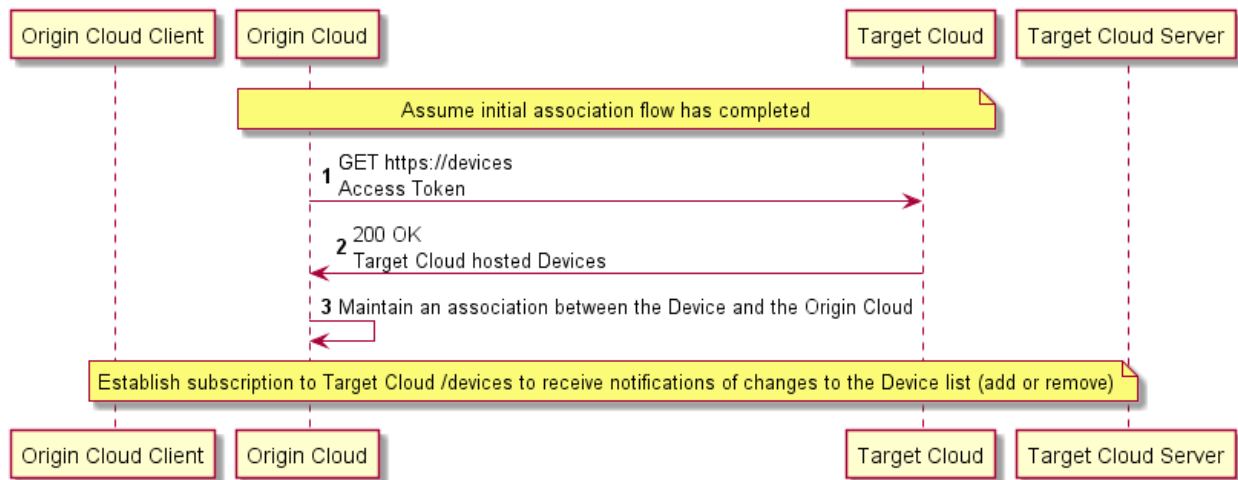 Origin Cloud Client
Origin Cloud
Target Cloud
Target Cloud Server
Assume initial association flow has completed
1 GET https://devices
Access Token
2 200 OK
Target Cloud hosted Devices
3 Maintain an association between the Device and the Origin Cloud
Establish subscription to Target Cloud /devices to receive notifications of changes to the Device list (add or remove)
Origin Cloud Client
Origin Cloud
Target Cloud
Target Cloud Server